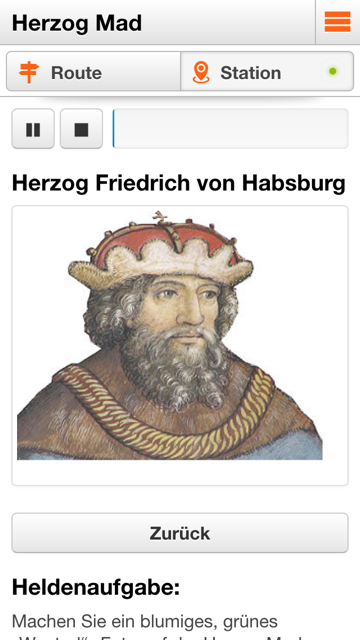 Herzog Mad
Route
Station
Herzog Friedrich von Habsburg
Zurück
Heldenaufgabe:
Machen Sie ein blumiges, grünes